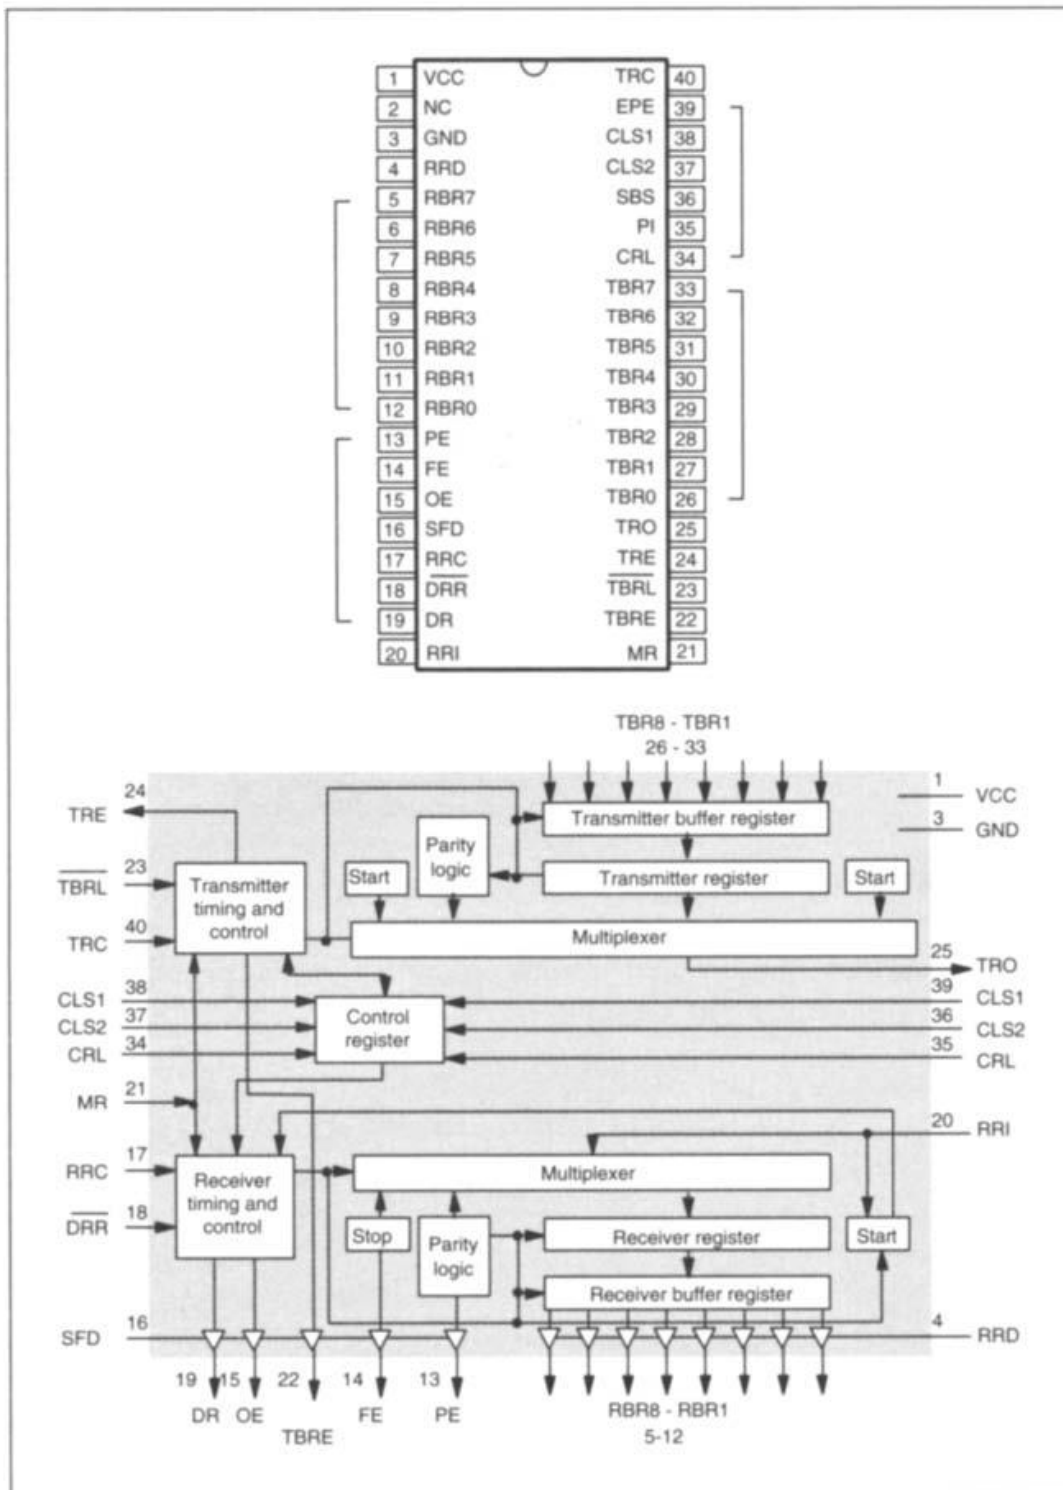 1 VCC TRC 40
2 NC EPE 39
3 GND CLS1 38
4 RRD CLS2 37
5 RBR7 SBS 36
6 RBR6 PI 35
7 RBR5 CRL 34
8 RBR4 TBR7 33
9 RBR3 TBR6 32
10 RBR2 TBR5 31
11 RBR1 TBR4 30
12 RBR0 TBR3 29
13 PE TBR2 28
14 FE TBR1 27
15 OE TBR0 26
16 SFD TRO 25
17 RRC TRE 24
18 DRR TBRL 23
19 DR TBRE 22
20 RRI MR 21
TBR8 - TBR1
26 - 33
24
TRE
1
VCC
3
GND
Transmitter buffer register
Parity
logic
23
TBRL
Transmitter
timing and
control
Start
Transmitter register
Start
40
TRC
Multiplexer
25
TRO
38
CLS1
39
CLS1
37
CLS2
Control
register
36
CLS2
34
CRL
35
CRL
21
MR
20
RRI
17
RRC
Receiver
timing and
control
Multiplexer
18
DRR
Stop
Parity
logic
Receiver register
Start
Receiver buffer register
16
SFD
4
RRD
19 15 22 14 13
DR OE TBRE FE PE
RBR8 - RBR1
5-12